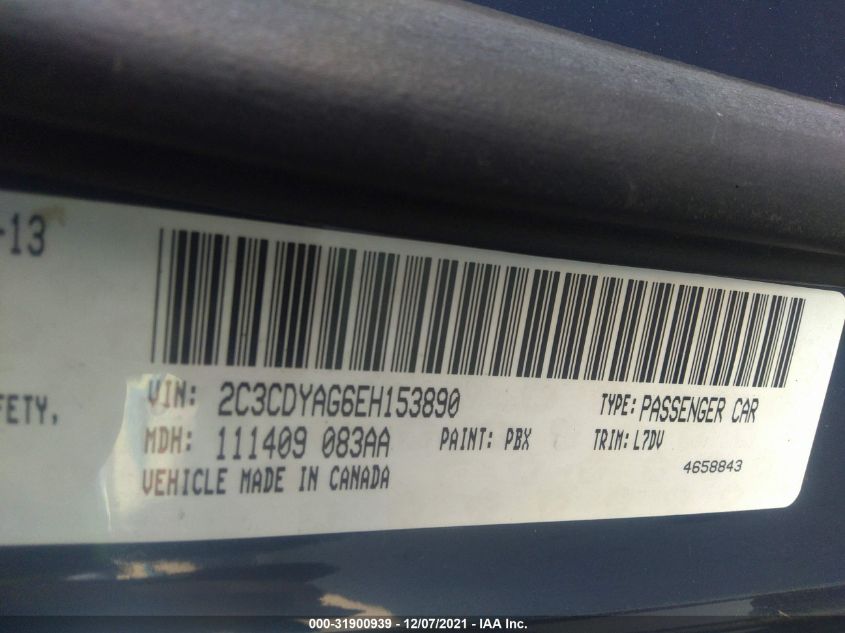 -13
FETY,
VIN: 2C3CDYAG6EH153890 TYPE: PASSENGER CAR
MDH: 111409 083AA PAINT: PBX TRIM: L7DV
VEHICLE MADE IN CANADA 4658843
000-31900939 - 12/07/2021 - IAA Inc.